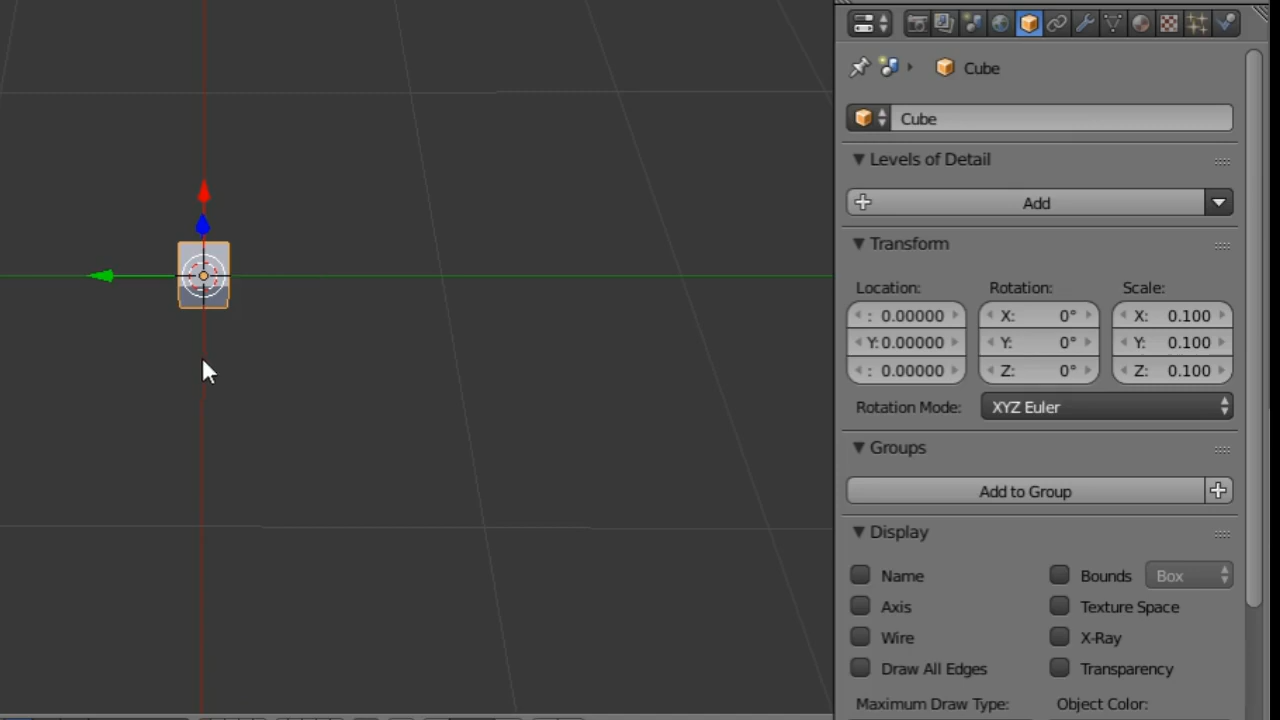 Cube
Cube
Levels of Detail
Add
Transform
Location: Rotation: Scale:
: 0.00000 X: 0° X: 0.100
Y: 0.00000 Y: 0° Y: 0.100
: 0.00000 Z: 0° Z: 0.100
Rotation Mode: XYZ Euler
Groups
Add to Group
Display
Name Bounds Box
Axis Texture Space
Wire X-Ray
Draw All Edges Transparency
Maximum Draw Type: Object Color: